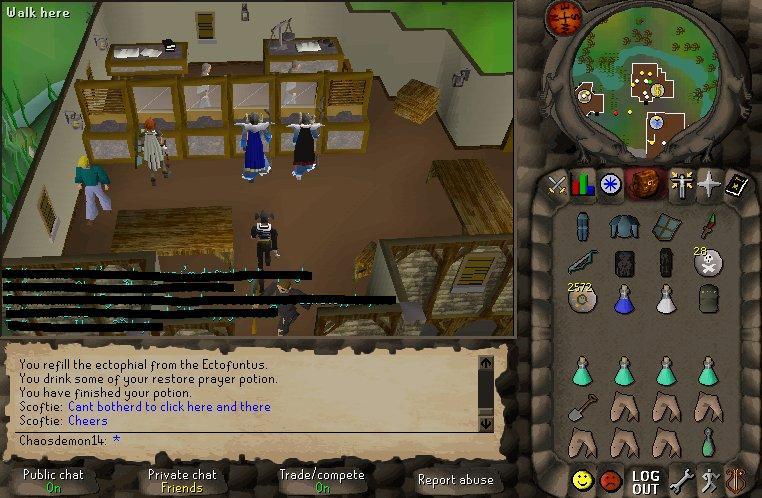 Walk here
28
2572
You refill the ectophial from the Ectofuntus.
You drink some of your restore prayer potion.
You have finished your potion.
Scoftie: Cant botherd to click here and there
Scoftie: Cheers
Chaosdemon14: *
Public chat
On
Private chat
Friends
Trade/compete
On
Report abuse
LOG
OUT